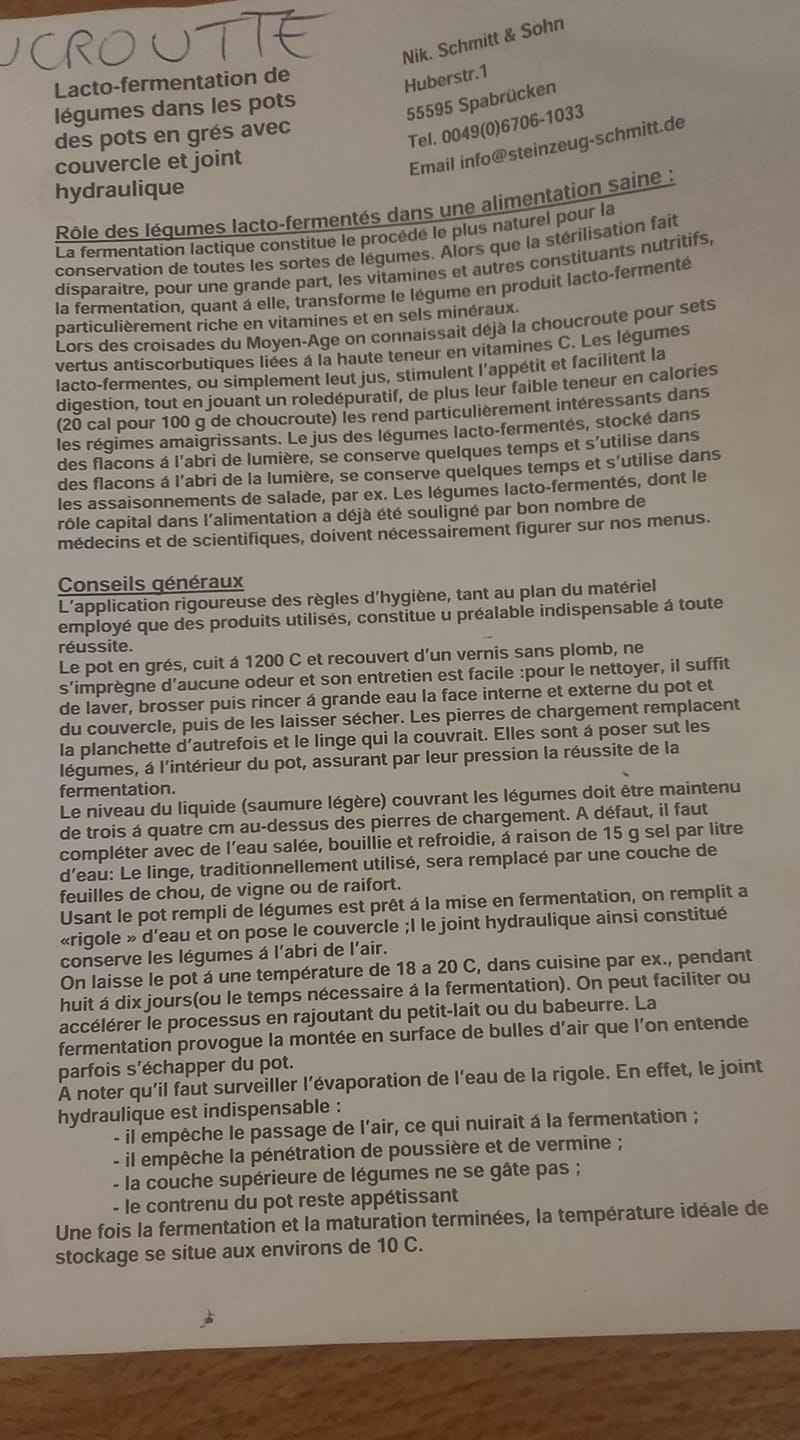 UCROUTTE
Lacto-fermentation de
légumes dans les pots
des pots en grés avec
couvercle et joint
hydraulique
Nik. Schmitt & Sohn
Huberstr.1
55595 Spabrücken
Tel. 0049(0)6706-1033
Email info@steinzeug-schmitt.de
Rôle des légumes lacto-fermentés dans une alimentation saine :
La fermentation lactique constitue le procédé le plus naturel pour la
conservation de toutes les sortes de légumes. Alors que la stérilisation fait
disparaitre, pour une grande part, les vitamines et autres constituants nutritifs,
la fermentation, quant á elle, transforme le légume en produit lacto-fermenté
particulièrement riche en vitamines et en sels minéraux.
Lors des croisades du Moyen-Age on connaissait déjà la choucroute pour sets
vertus antiscorbutiques liées á la haute teneur en vitamines C. Les légumes
lacto-fermentes, ou simplement leut jus, stimulent l'appétit et facilitent la
digestion, tout en jouant un roledépuratif, de plus leur faible teneur en calories
(20 cal pour 100 g de choucroute) les rend particulièrement intéressants dans
les régimes amaigrissants. Le jus des légumes lacto-fermentés, stocké dans
des flacons á l'abri de lumière, se conserve quelques temps et s'utilise dans
des flacons á l'abri de la lumière, se conserve quelques temps et s'utilise dans
les assaisonnements de salade, par ex. Les légumes lacto-fermentés, dont le
rôle capital dans l'alimentation a déjà été souligné par bon nombre de
médecins et de scientifiques, doivent nécessairement figurer sur nos menus.
Conseils généraux
L'application rigoureuse des règles d'hygiène, tant au plan du matériel
employé que des produits utilisés, constitue u préalable indispensable á toute
réussite.
Le pot en grés, cuit á 1200 C et recouvert d'un vernis sans plomb, ne
s'imprègne d'aucune odeur et son entretien est facile :pour le nettoyer, il suffit
de laver, brosser puis rincer á grande eau la face interne et externe du pot et
du couvercle, puis de les laisser sécher. Les pierres de chargement remplacent
la planchette d'autrefois et le linge qui la couvrait. Elles sont á poser sut les
légumes, á l'intérieur du pot, assurant par leur pression la réussite de la
fermentation.
Le niveau du liquide (saumure légère) couvrant les légumes doit être maintenu
de trois á quatre cm au-dessus des pierres de chargement. A défaut, il faut
compléter avec de l'eau salée, bouillie et refroidie, á raison de 15 g sel par litre
d'eau: Le linge, traditionnellement utilisé, sera remplacé par une couche de
feuilles de chou, de vigne ou de raifort.
Usant le pot rempli de légumes est prêt á la mise en fermentation, on remplit a
«rigole » d'eau et on pose le couvercle ;l le joint hydraulique ainsi constitué
conserve les légumes á l'abri de l'air.
On laisse le pot á une température de 18 a 20 C, dans cuisine par ex., pendant
huit á dix jours(ou le temps nécessaire á la fermentation). On peut faciliter ou
accélérer le processus en rajoutant du petit-lait ou du babeurre. La
fermentation provogue la montée en surface de bulles d'air que l'on entende
parfois s'échapper du pot.
A noter qu'il faut surveiller l'évaporation de l'eau de la rigole. En effet, le joint
hydraulique est indispensable :
- il empêche le passage de l'air, ce qui nuirait á la fermentation ;
- il empêche la pénétration de poussière et de vermine ;
- la couche supérieure de légumes ne se gâte pas ;
- le contrenu du pot reste appétissant
Une fois la fermentation et la maturation terminées, la température idéale de
stockage se situe aux environs de 10 C.